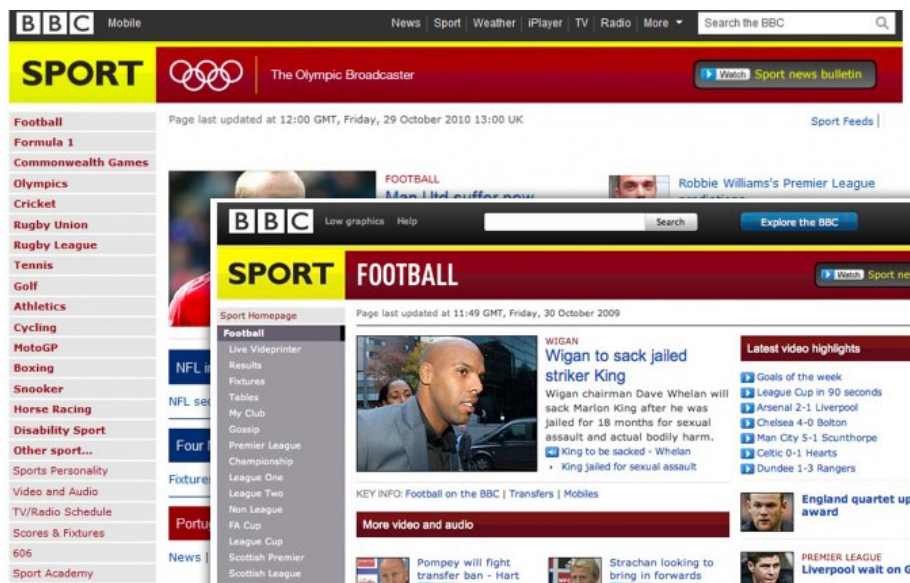 BBC Mobile News Sport Weather iPlayer TV Radio More Search the BBC
SPORT The Olympic Broadcaster Watch Sport news bulletin
Page last updated at 12:00 GMT, Friday, 29 October 2010 13:00 UK Sport Feeds
Football
Formula 1
Commonwealth Games
Olympics
Cricket
Rugby Union
Rugby League
Tennis
Golf
Athletics
Cycling
MotoGP
Boxing
Snooker
Horse Racing
Disability Sport
Other sport...
Sports Personality
Video and Audio
TV/Radio Schedule
Scores & Fixtures
606
Sport Academy
FOOTBALL
Man Utd suffer new
Robbie Williams's Premier League
predictions
NFL i
NFL sec
Four
Fixture
Portu
News |
BBC Low graphics Help Search Explore the BBC
SPORT FOOTBALL Watch Sport ne
Sport Homepage
Football
Live Videprinter
Results
Fixtures
Tables
My Club
Gossip
Premier League
Championship
League One
League Two
Non League
FA Cup
League Cup
Scottish Premier
Scottish League
Page last updated at 11:49 GMT, Friday, 30 October 2009
WIGAN
Wigan to sack jailed
striker King
Wigan chairman Dave Whelan will
sack Marlon King after he was
jailed for 18 months for sexual
assault and actual bodily harm.
King to be sacked - Whelan
King jailed for sexual assault
KEY INFO: Football on the BBC | Transfers | Mobiles
More video and audio
Pompey will fight
transfer ban - Hart
Strachan looking to
bring in forwards
Latest video highlights
Goals of the week
League Cup in 90 seconds
Arsenal 2-1 Liverpool
Chelsea 4-0 Bolton
Man City 5-1 Scunthorpe
Celtic 0-1 Hearts
Dundee 1-3 Rangers
England quartet up
award
PREMIER LEAGUE
Liverpool wait on G